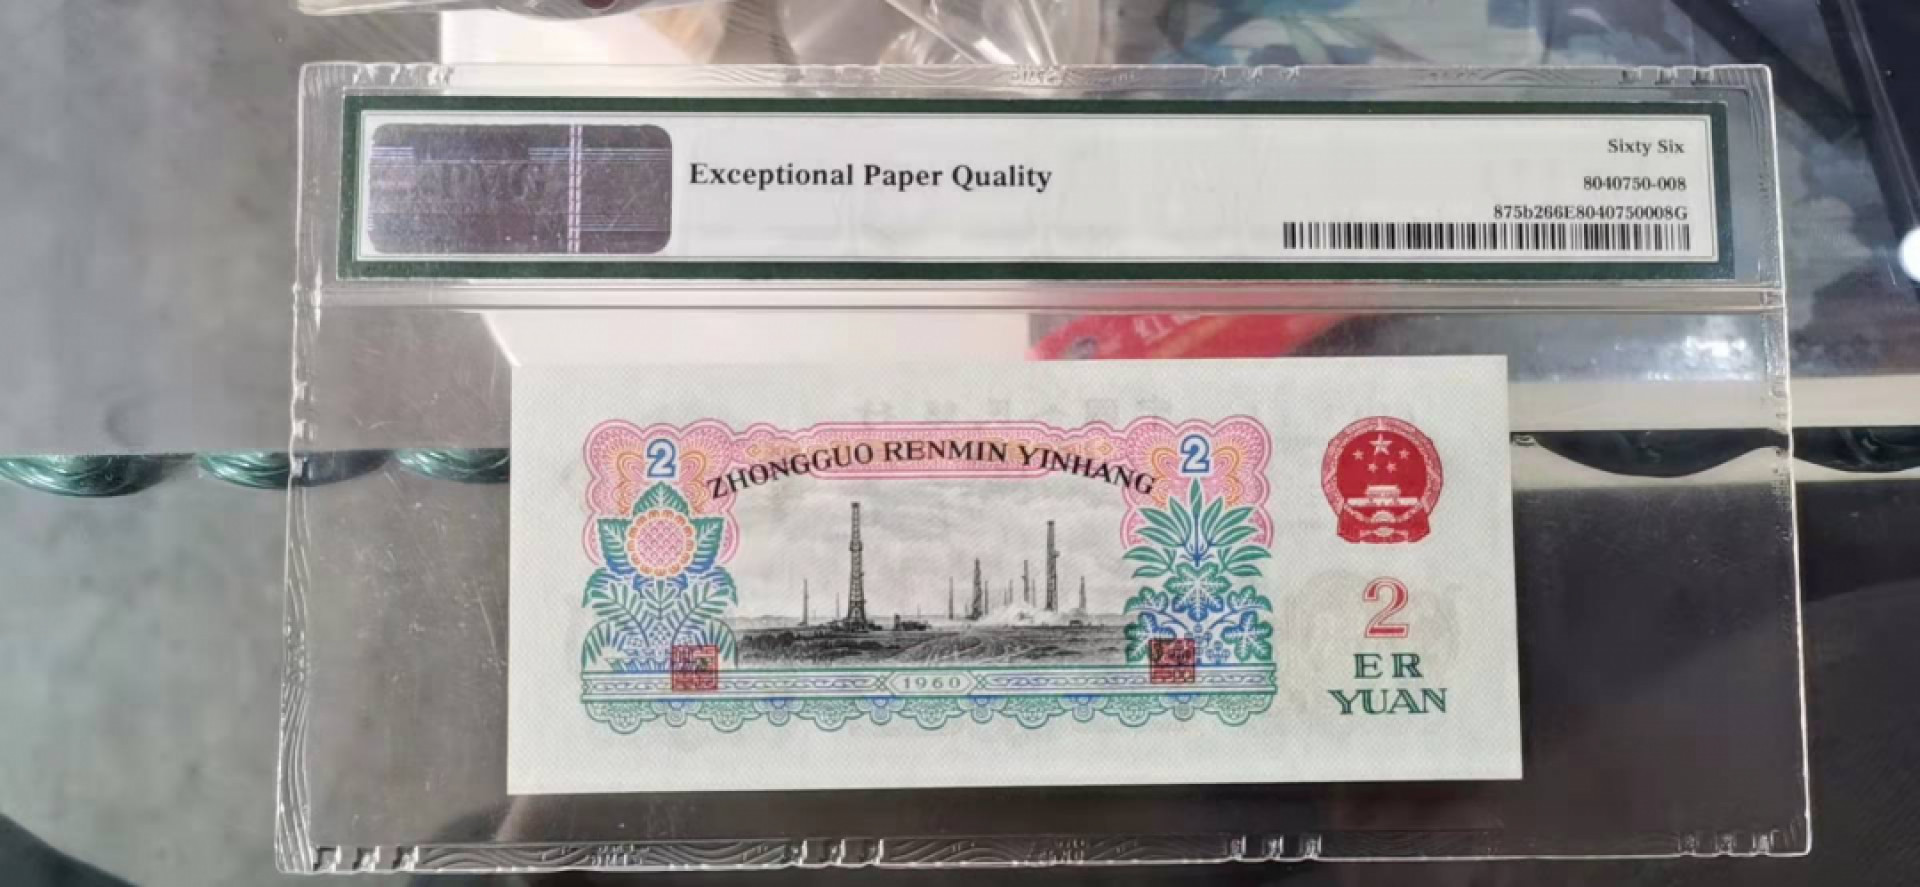 PMG
Exceptional Paper Quality
Sixty Six
8040750-008
875b266E8040750008G
2
ZHONGGUO RENMIN YINHANG
2
1960
2
ER
YUAN